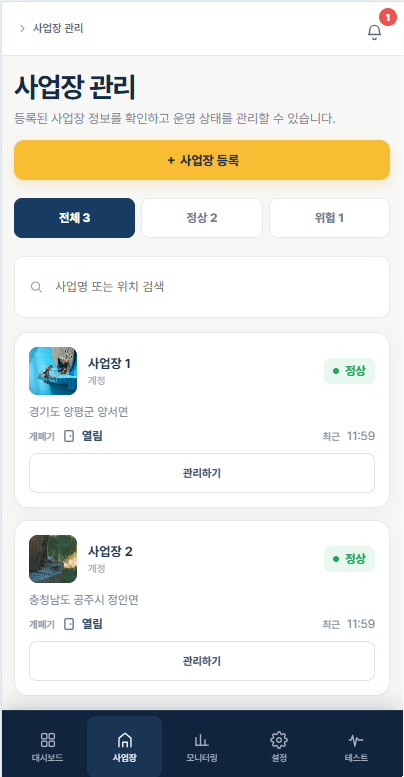 사업장 관리
1
사업장 관리
등록된 사업장 정보를 확인하고 운영 상태를 관리할 수 있습니다.
+ 사업장 등록
전체 3
정상 2
위험 1
사업명 또는 위치 검색
사업장 1
계정
정상
경기도 양평군 양서면
개폐기 열림
최근 11:59
관리하기
사업장 2
계정
정상
충청남도 공주시 정안면
개폐기 열림
최근 11:59
관리하기
대시보드
사업장
모니터링
설정
테스트